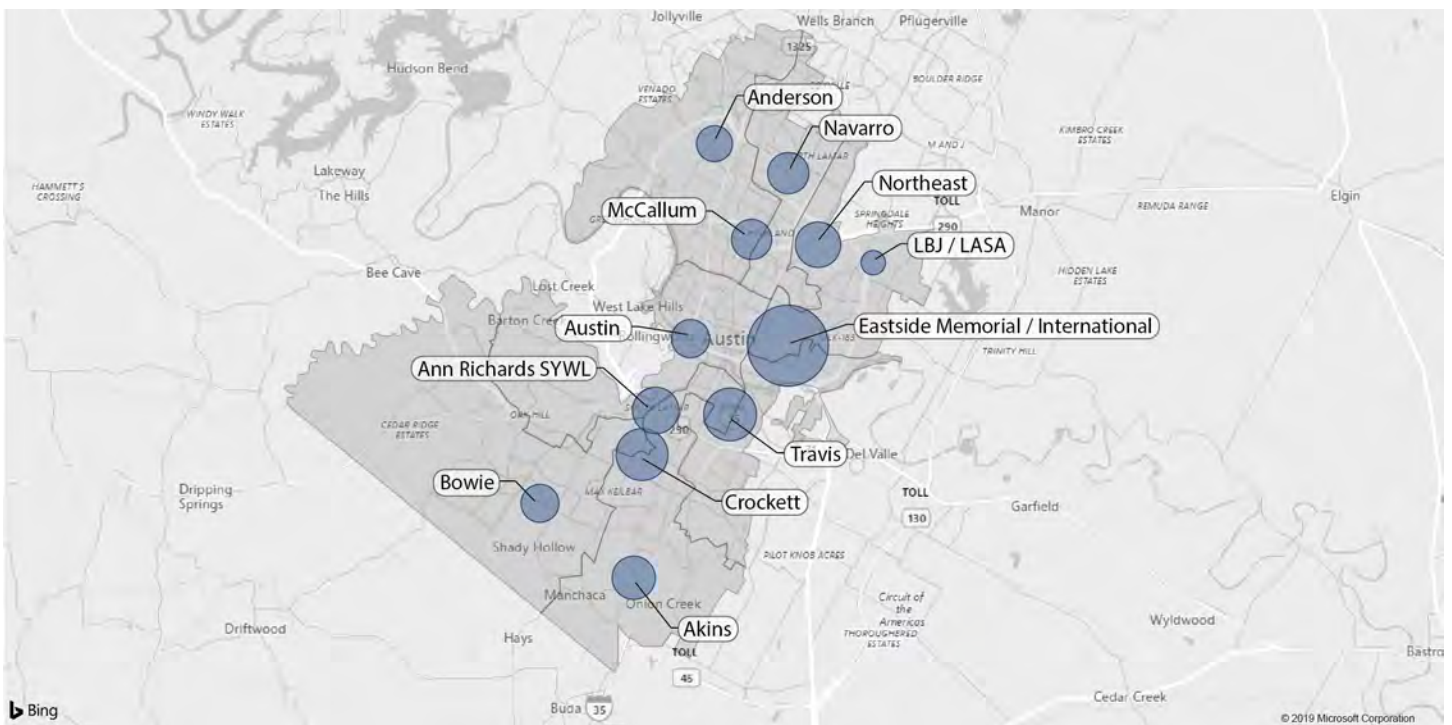 Jollyville
Wells Branch
Pflugerville
1325
Hudson Bend
BOULDER RIDGE
VENADO
ESTATES
Anderson
WINDY WALK
ESTATES
Navarro
KIMBRO CREEK
ESTATES
M AND J
Lakeway
The Hills
HAMMETT'S
CROSSING
Northeast
TOLL
290
SPRINGDALE
HEIGHTS
Manor
REMUDA RANGE
Elgin
McCallum
LBJ / LASA
Bee Cave
HIDDEN LAKE
ESTATES
Lost Creek
West Lake Hills
Barton Creek
Austin
Austin
Eastside Memorial / International
TRINITY HILL
Ann Richards SYWL
OAK HILL
290
CEDAR RIDGE
ESTATES
Travis
Del Valle
Bowie
Crockett
Dripping
Springs
TOLL
130
Garfield
Shady Hollow
PILOT KNOB ACRES
Manchaca
Onion Creek
Circuit of
the
Americas
THOROUGHBRED
ESTATES
Wyldwood
Driftwood
Hays
Akins
TOLL
45
Bastro
Buda
35
Cedar Creek
Bing
© 2019 Microsoft Corporation